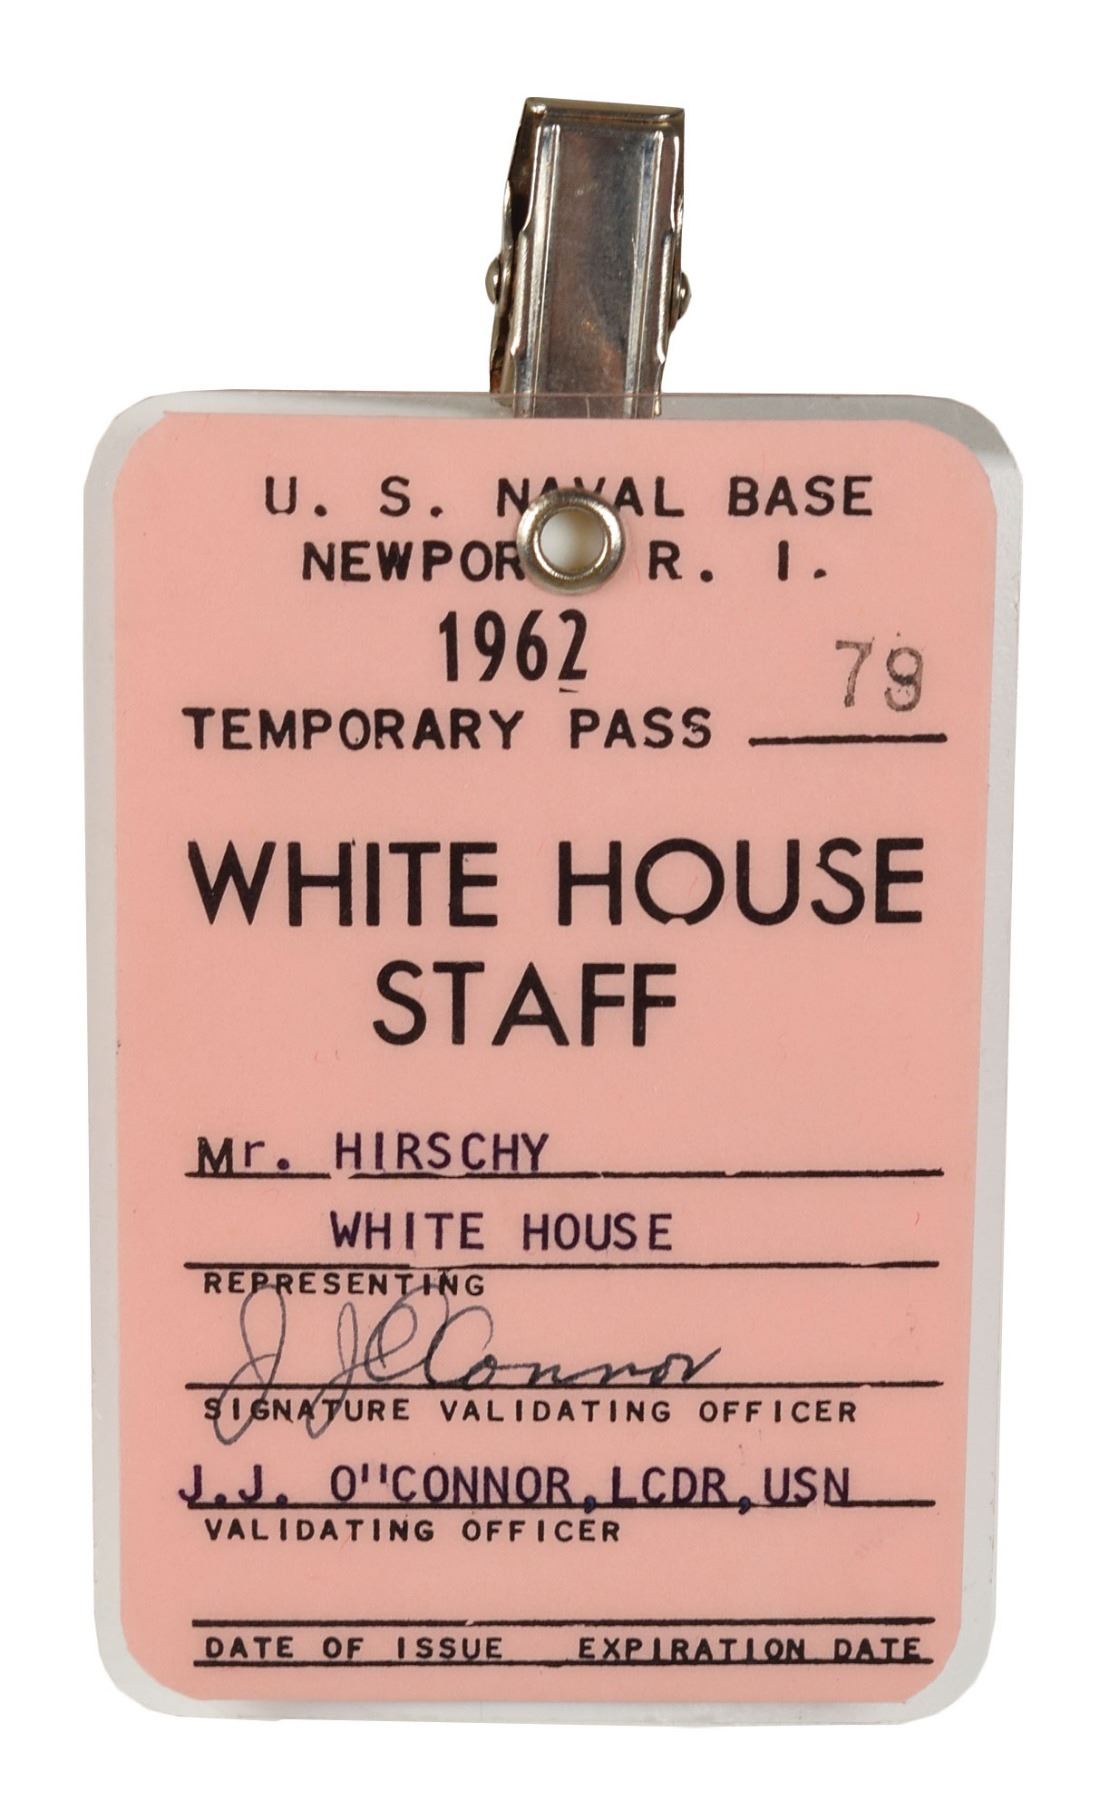 U. S. NAVAL BASE
NEWPORT R. I.
1962
79
TEMPORARY PASS
WHITE HOUSE
STAFF
Mr. HIRSCHY
WHITE HOUSE
REPRESENTING
J J O'Connor
SIGNATURE VALIDATING OFFICER
J.J. O''CONNOR, LCDR, USN
VALIDATING OFFICER
DATE OF ISSUE EXPIRATION DATE